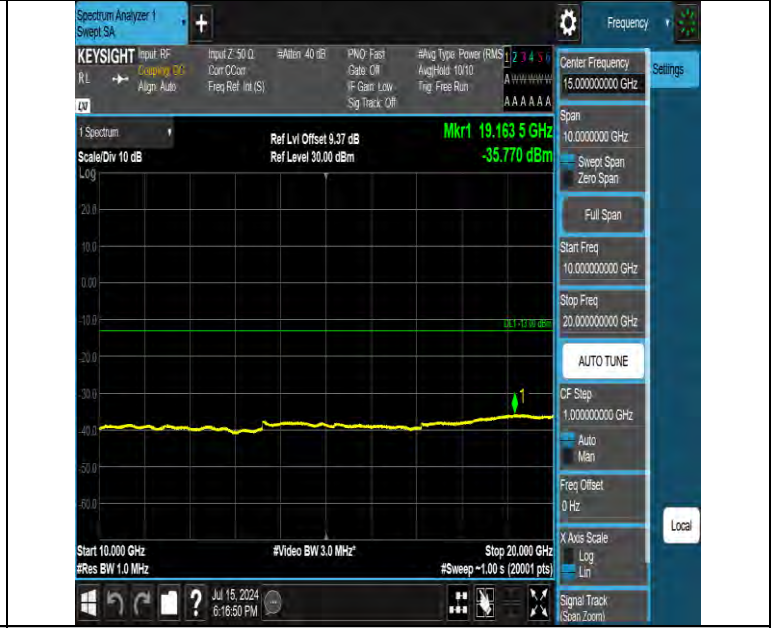 Spectrum Analyzer 1
Swept SA
+
Frequency
KEYSIGHT
RL
Input: RF
Coupling: DC
Align: Auto
Input Z: 50 Ω
Corr CCorr
Freq Ref: Int (S)
#Atten: 40 dB
PNO: Fast
Gate: Off
IF Gain: Low
Sig Track: Off
#Avg Type: Power (RMS
Avg|Hold: 10/10
Trig: Free Run
1 2 3 4 5 6
A W W W W W
A A A A A A
Center Frequency
15.000000000 GHz
Settings
Span
10.0000000 GHz
Swept Span
Zero Span
Full Span
Start Freq
10.000000000 GHz
Stop Freq
20.000000000 GHz
AUTO TUNE
CF Step
1.000000000 GHz
Auto
Man
Freq Offset
0 Hz
X Axis Scale
Log
Lin
Signal Track
(Span Zoom)
Local
1 Spectrum
Scale/Div 10 dB
Log
Ref Lvl Offset 9.37 dB
Ref Level 30.00 dBm
Mkr1 19.163 5 GHz
-35.770 dBm
20.0
10.0
0.00
-10.0
-20.0
-30.0
-40.0
-50.0
-60.0
DL1 -13.00 dBm
1
Start 10.000 GHz
#Res BW 1.0 MHz
#Video BW 3.0 MHz*
Stop 20.000 GHz
#Sweep ~1.00 s (20001 pts)
?
Jul 15, 2024
6:16:50 PM